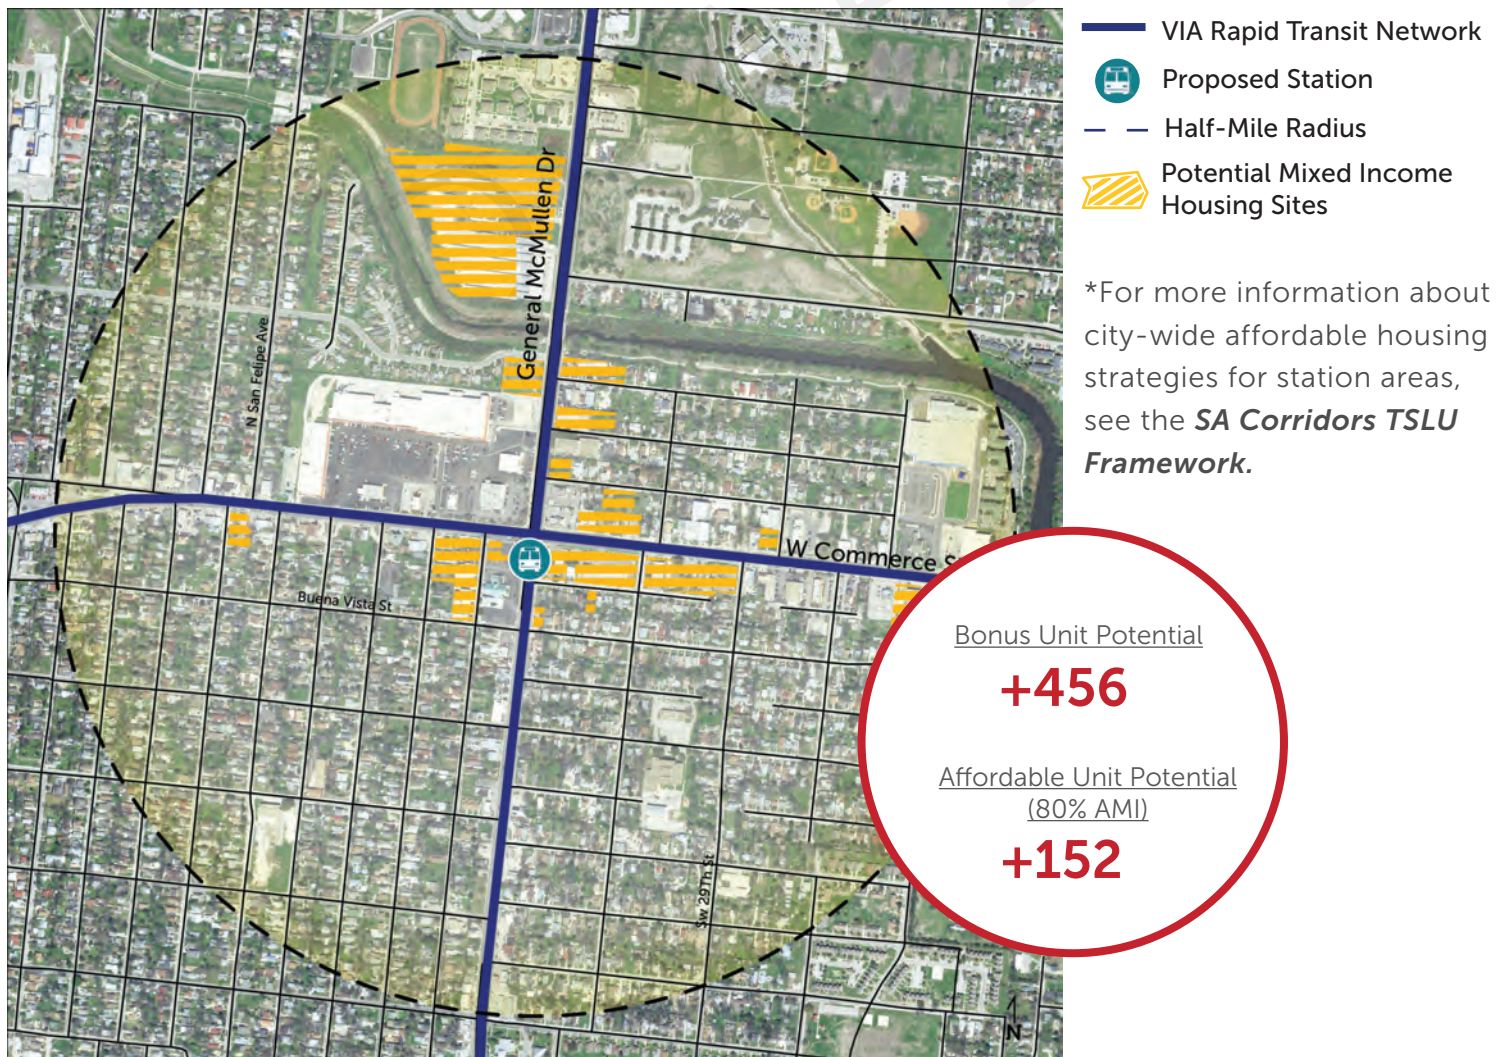 VIA Rapid Transit Network
Proposed Station
Half-Mile Radius
Potential Mixed Income
Housing Sites
*For more information about
city-wide affordable housing
strategies for station areas,
see the SA Corridors TSLU
Framework.
General McMullen Dr
N San Felipe Ave
W Commerce S
Buena Vista St
Sw 29Th St
Bonus Unit Potential
+456
Affordable Unit Potential
(80% AMI)
+152
N